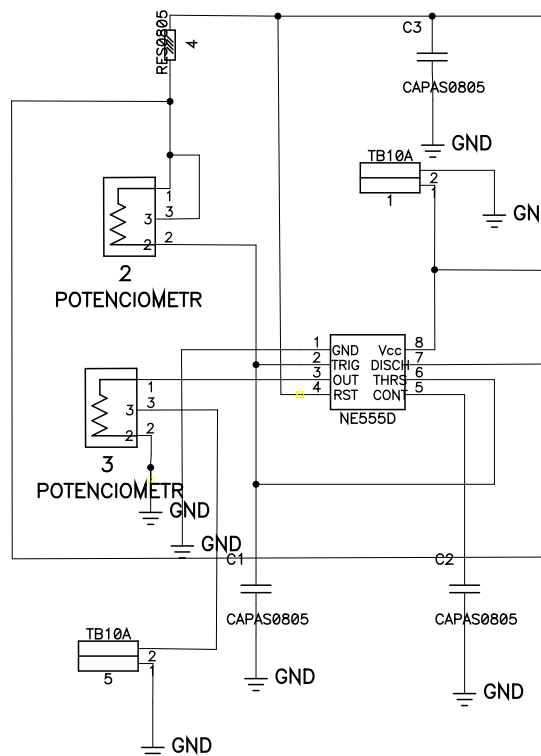 RES0805
4
C3
CAPAS0805
GND
TB10A
2
1
1
GN
1
3
3
2
2
2
POTENCIOMETR
1
GND
Vcc
8
2
TRIG
DISCH
7
3
OUT
THRS
6
4
RST
CONT
5
NE555D
1
3
3
2
2
3
POTENCIOMETR
GND
GND
C1
C2
CAPAS0805
CAPAS0805
TB10A
2
1
5
GND
GND
GND